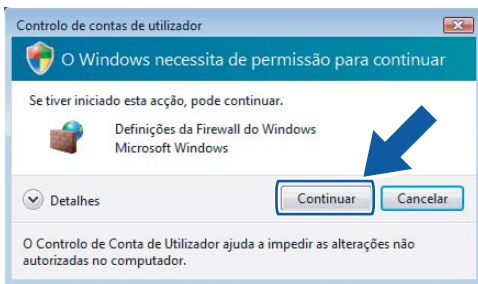 Controlo de contas de utilizador
O Windows necessita de permissão para continuar
Se tiver iniciado esta acção, pode continuar.
Definições da Firewall do Windows
Microsoft Windows
Detalhes
Continuar
Cancelar
O Controlo de Conta de Utilizador ajuda a impedir as alterações não
autorizadas no computador.